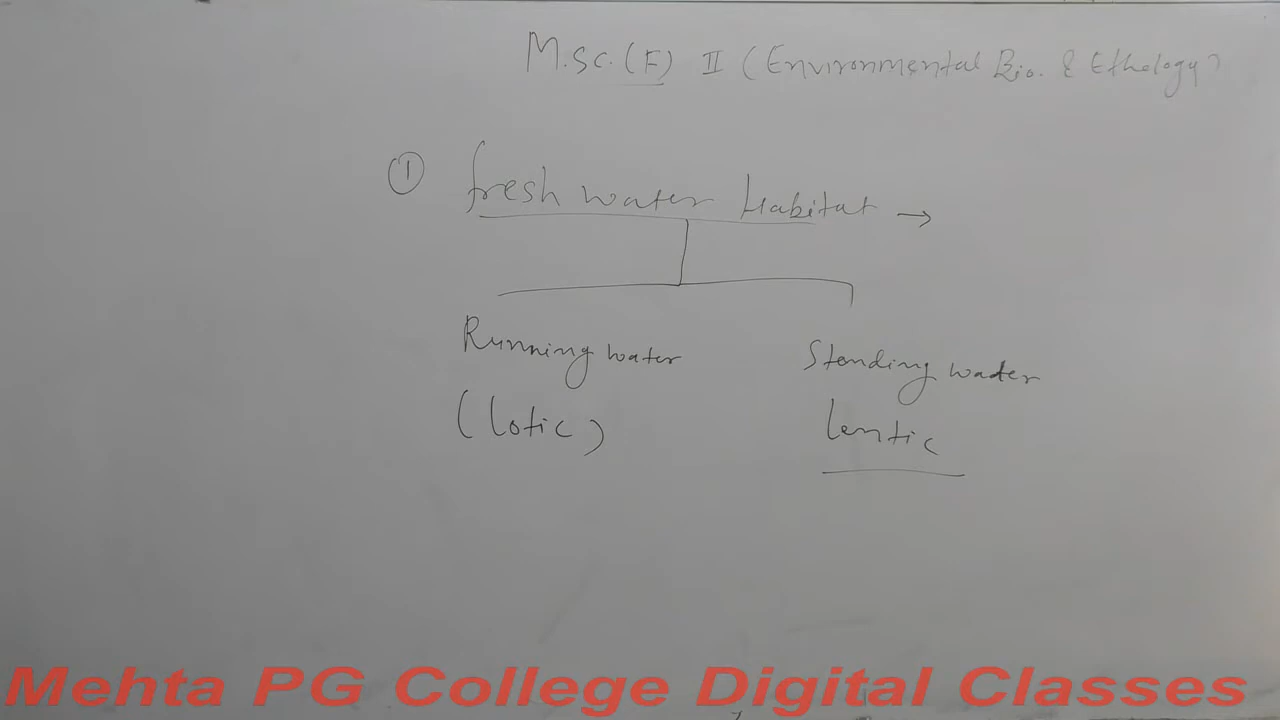 M.Sc. (F) II (Environmental Bio. & Ethology)
① fresh water Habitat →
Running water
Standing water
(lotic)
lentic
Mehta PG College Digital Classes